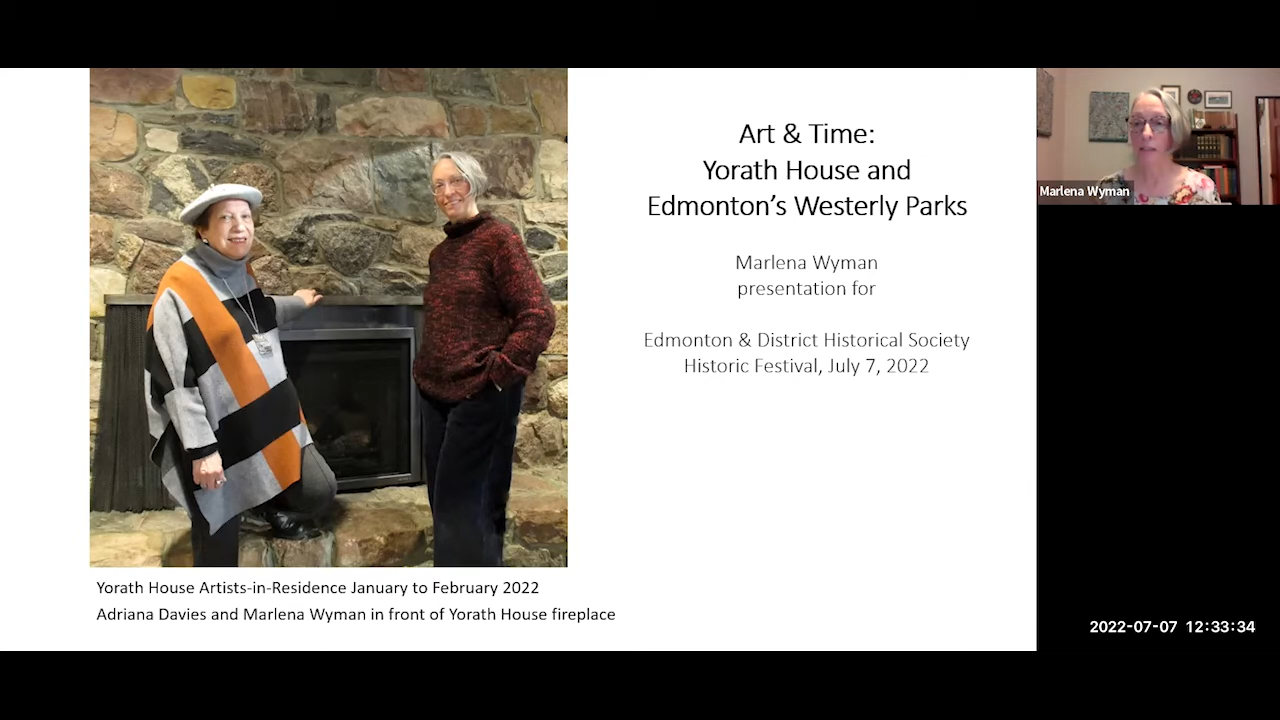 Art & Time:
Yorath House and
Edmonton's Westerly Parks
Marlena Wyman
presentation for
Edmonton & District Historical Society
Historic Festival, July 7, 2022
Yorath House Artists-in-Residence January to February 2022
Adriana Davies and Marlena Wyman in front of Yorath House fireplace
Marlena Wyman
2022-07-07 12:33:34